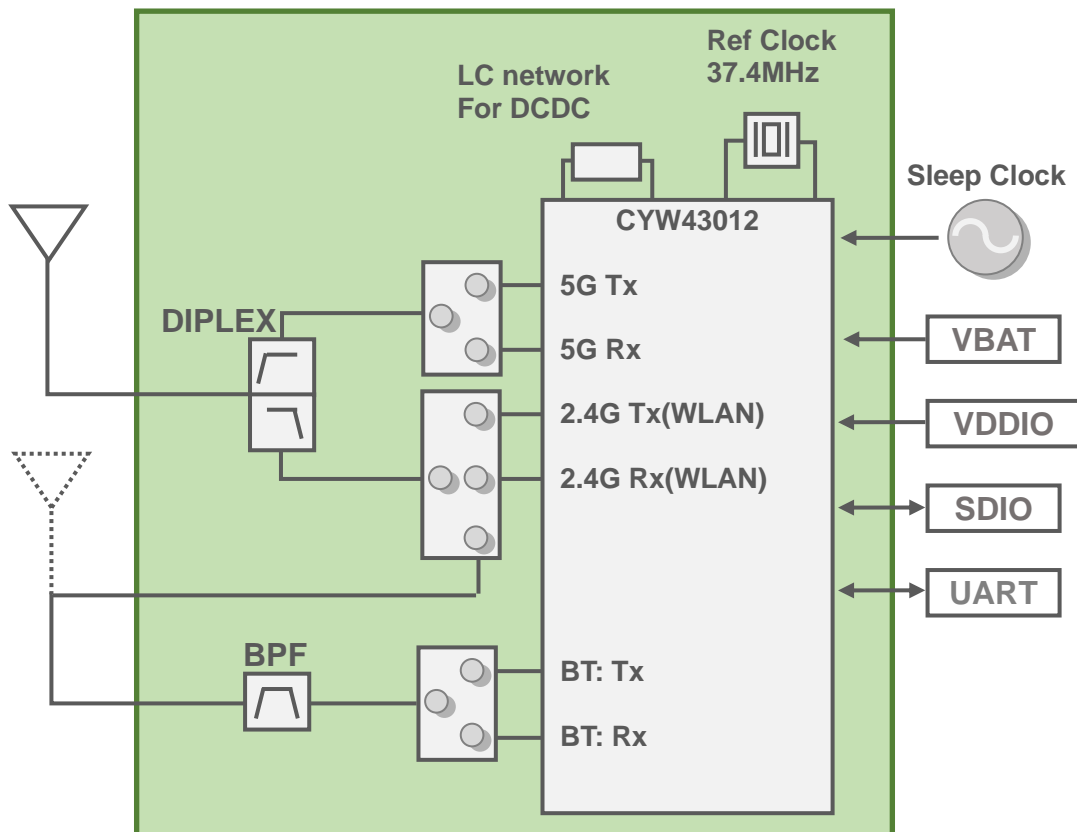 Ref Clock
37.4MHz
LC network
For DCDC
Sleep Clock
CYW43012
5G Tx
DIPLEX
VBAT
5G Rx
2.4G Tx(WLAN)
VDDIO
2.4G Rx(WLAN)
SDIO
UART
BPF
BT: Tx
BT: Rx